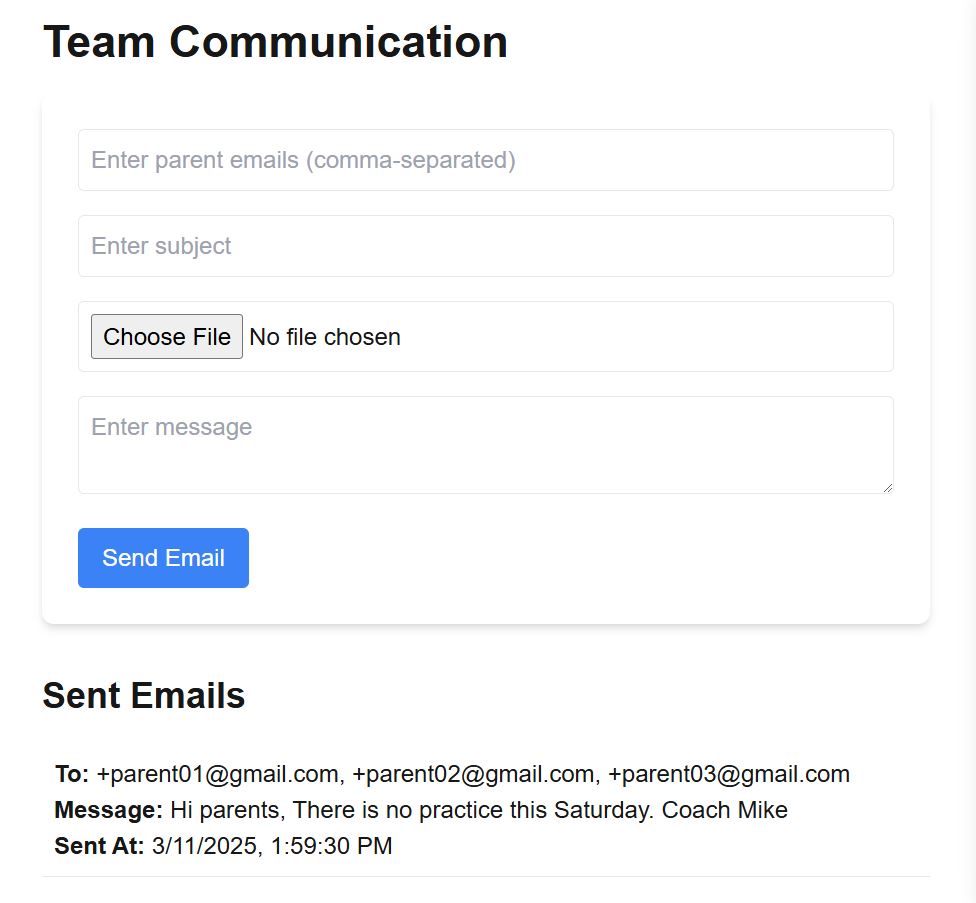 Team Communication
Enter parent emails (comma-separated)
Enter subject
Choose File No file chosen
Enter message
Send Email
Sent Emails
To: +parent01@gmail.com, +parent02@gmail.com, +parent03@gmail.com
Message: Hi parents, There is no practice this Saturday. Coach Mike
Sent At: 3/11/2025, 1:59:30 PM